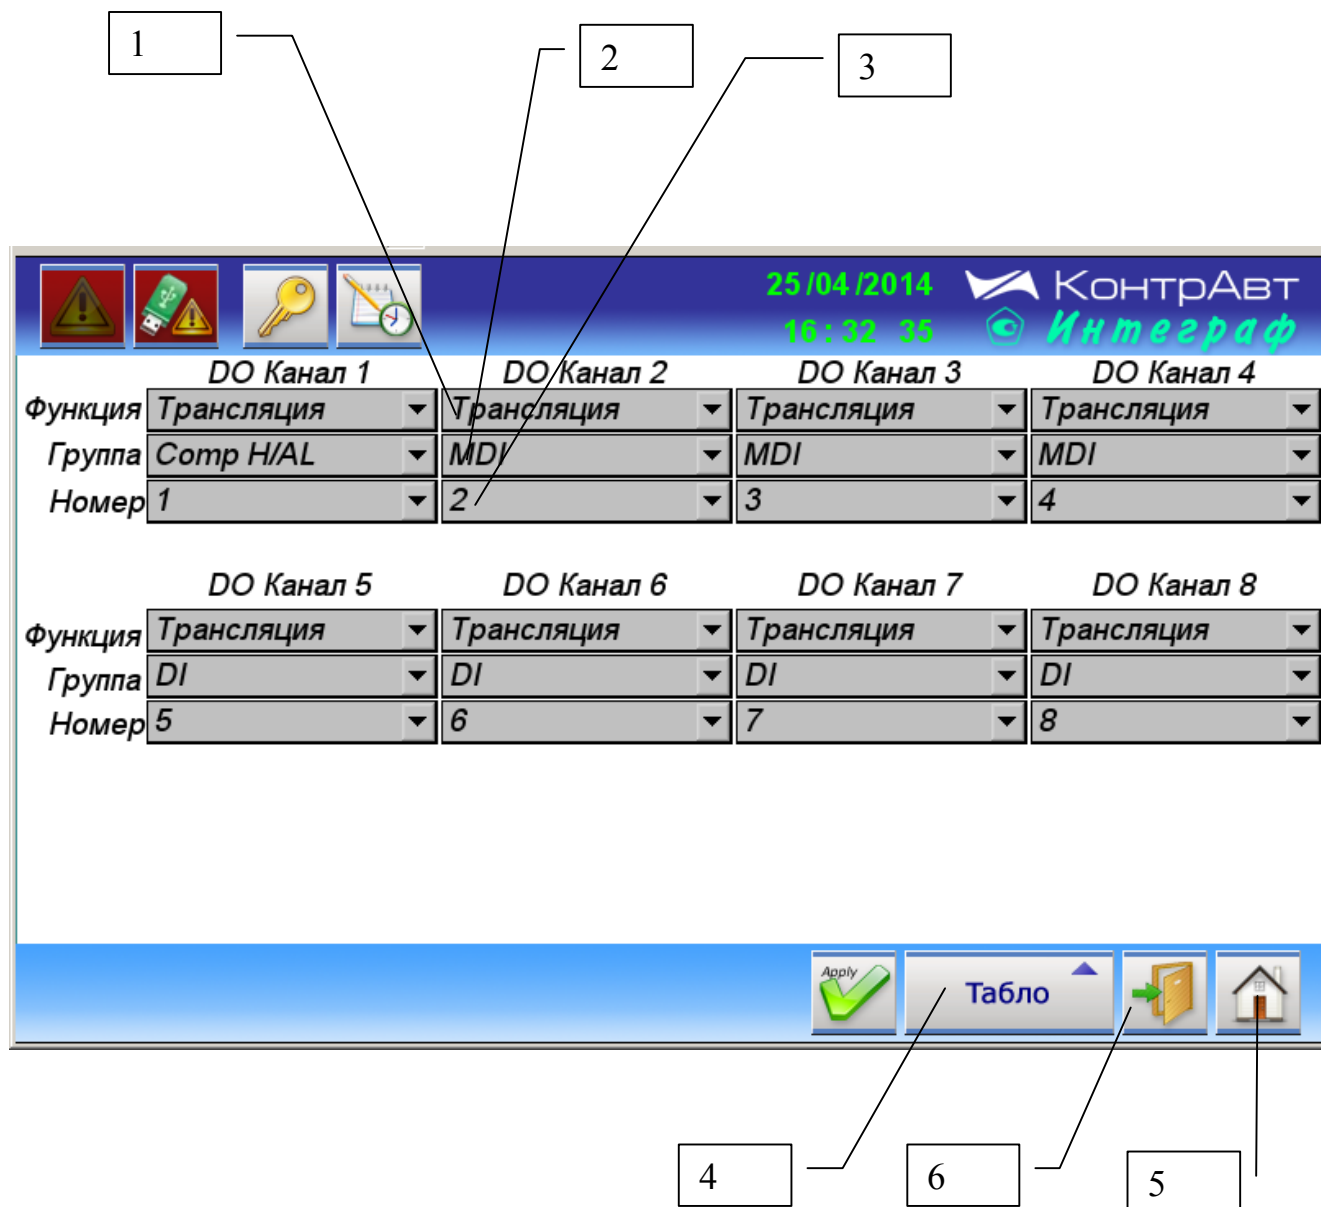 1
2
3
25/04/2014
КонтрАвт
16:32 35
Интеграф
DO Канал 1 DO Канал 2 DO Канал 3 DO Канал 4
Функция Трансляция Трансляция Трансляция Трансляция
Группа Comp H/AL MDI MDI MDI
Номер 1 2 3 4
DO Канал 5 DO Канал 6 DO Канал 7 DO Канал 8
Функция Трансляция Трансляция Трансляция Трансляция
Группа DI DI DI DI
Номер 5 6 7 8
Apply
Табло
4
6
5